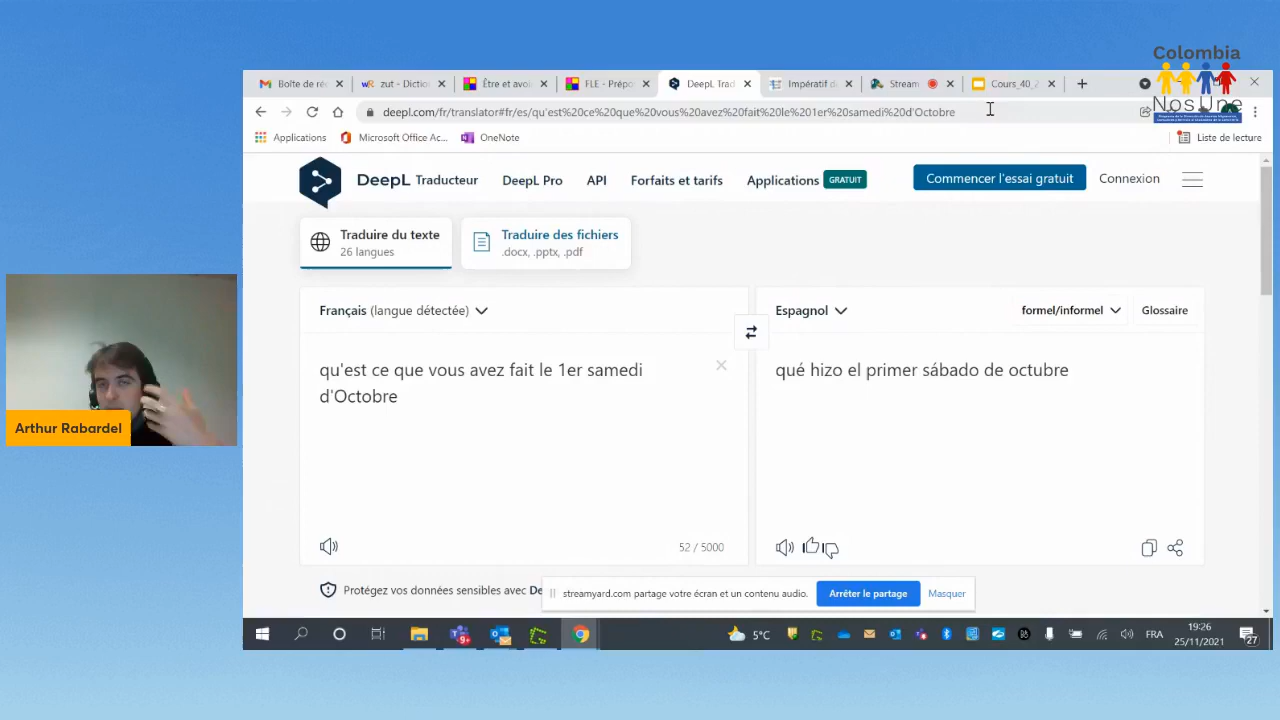 Colombia
NosUne
Boîte de ré
zut - Diction
Être en
FLE - Prépo
DeepL Trad
Impératif du
Stream
Cours_40_2
deepl.com/fr/translator#fr/es/qu'est%20ce%20que%20vous%20avez%20fait%20le%201er%20samedi%20d'Octobre
Applications
Microsoft Office Ac...
OneNote
Liste de lecture
DeepL Traducteur
DeepL Pro
API
Forfaits et tarifs
Applications
GRATUIT
Commencer l'essai gratuit
Connexion
Traduire du texte
26 langues
Traduire des fichiers
.docx, .pptx, .pdf
Français (langue détectée)
Espagnol
formel/informel
Glossaire
qu'est ce que vous avez fait le 1er samedi
d'Octobre
qué hizo el primer sábado de octubre
Arthur Rabardel
52 / 5000
Protégez vos données sensibles avec De
streamyard.com partage votre écran et un contenu audio.
Arrêter le partage
Masquer
5°C
FRA
19:26
25/11/2021
27